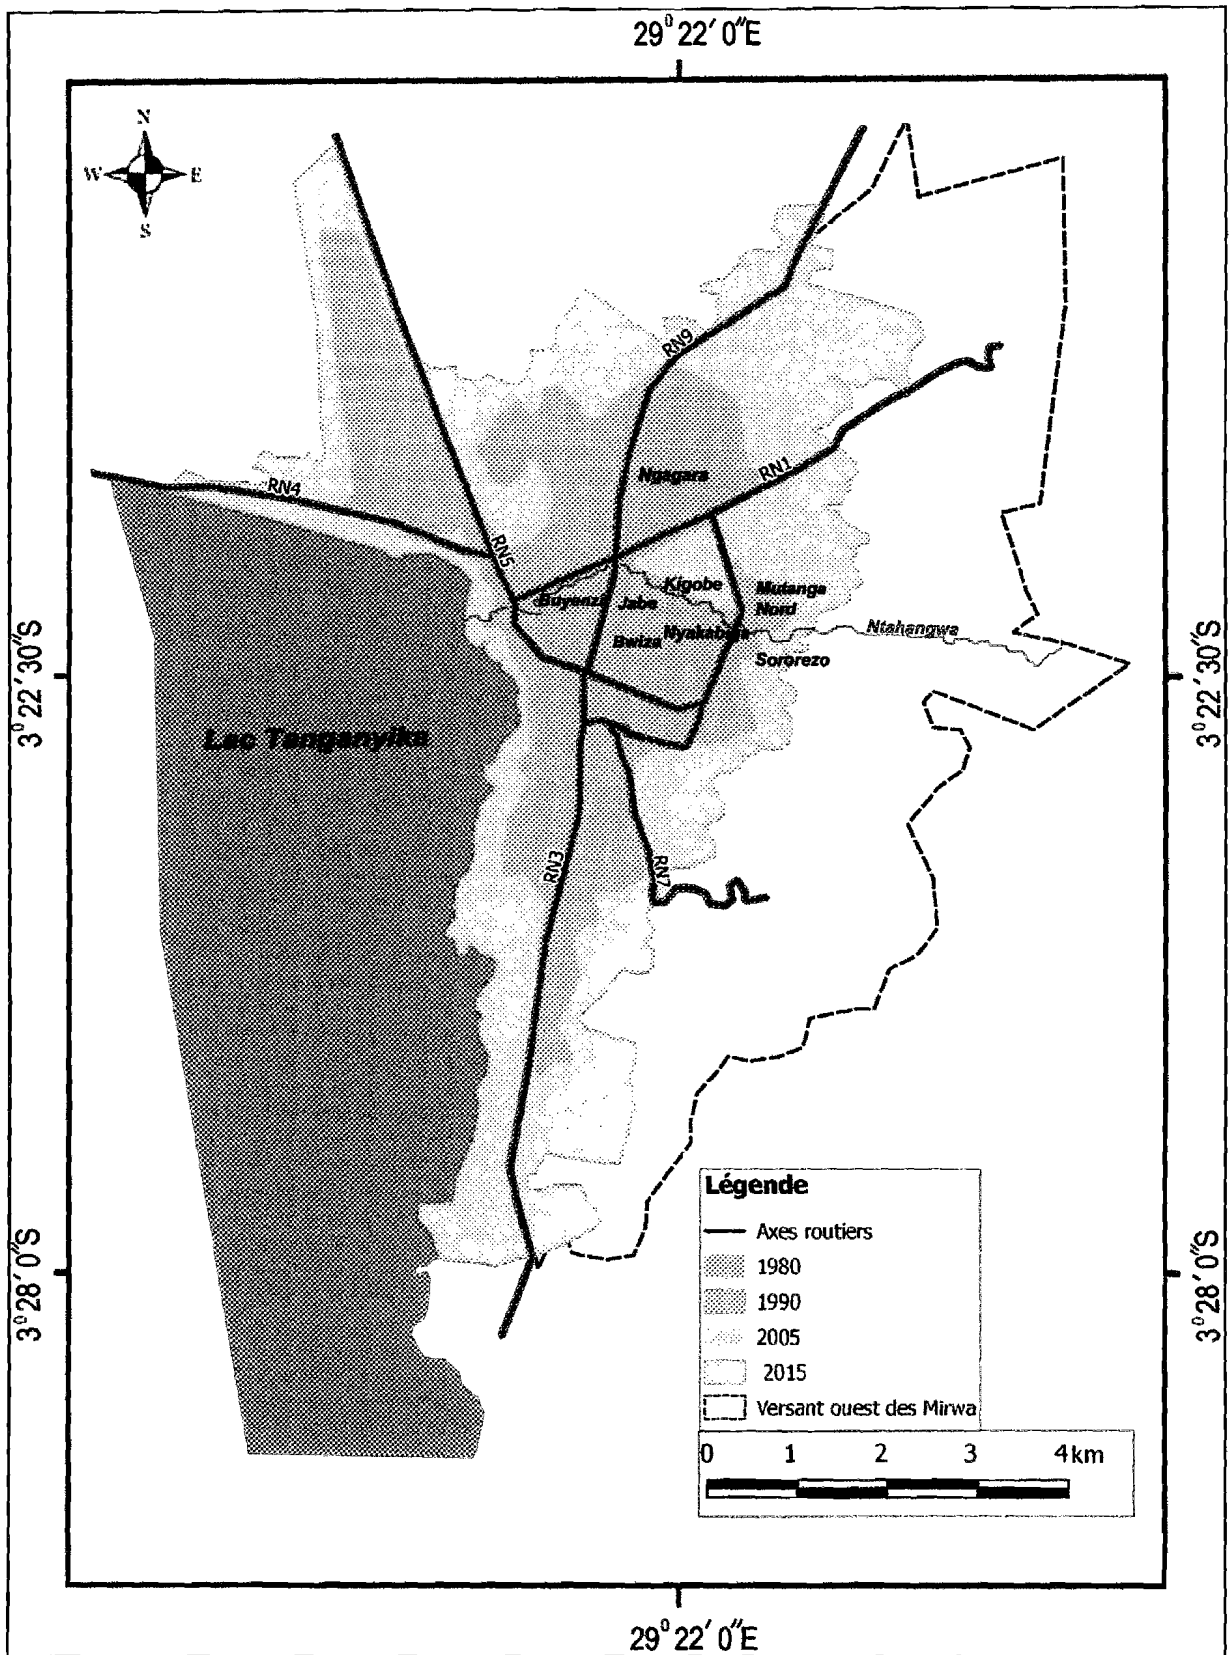 29°22'0"E
N
W E
S
RN9
Ngagara
RN1
RN4
RN5
Buyenzi
Jabe
Kigobe
Mutanga
Nord
Bwiza
Nyakabiga
Ntahangwa
Sororezo
3°22'30"S
3°22'30"S
Lac Tanganyika
RN3
RN7
Légende
Axes routiers
1980
1990
2005
2015
Versant ouest des Mirwa
3°28'0"S
3°28'0"S
0 1 2 3 4km
29°22'0"E